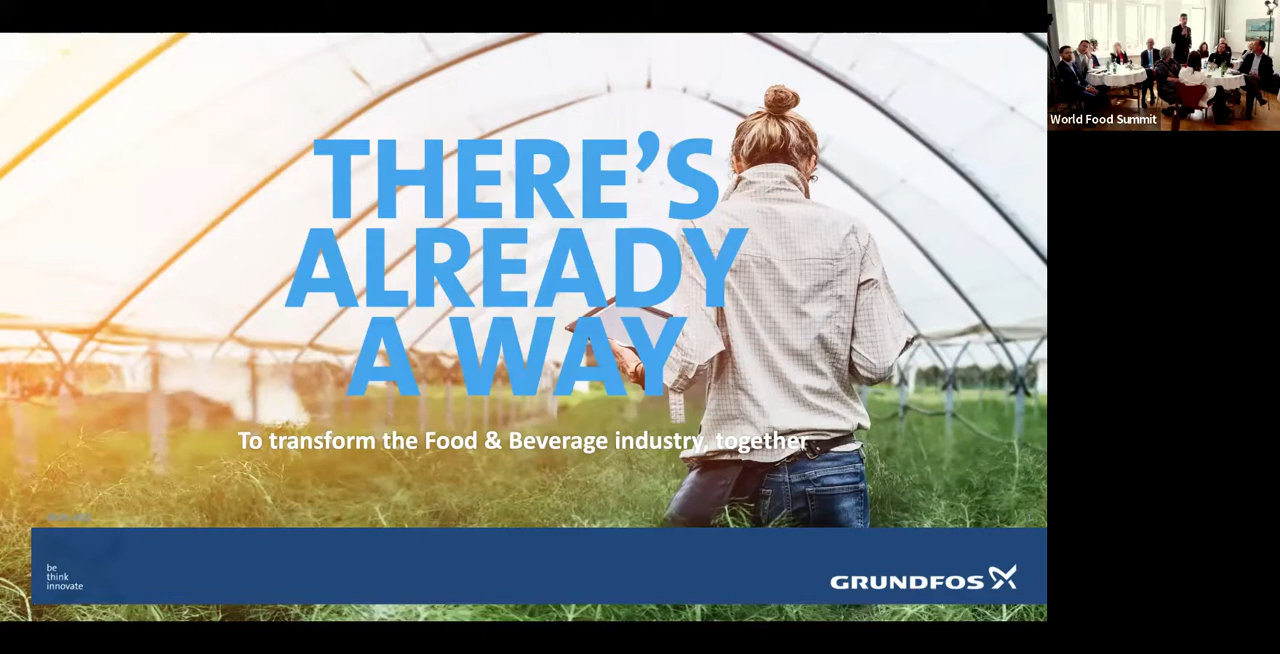 THERE'S
ALREADY
A WAY
To transform the Food & Beverage industry, together
be
think
innovate
GRUNDFOS
World Food Summit